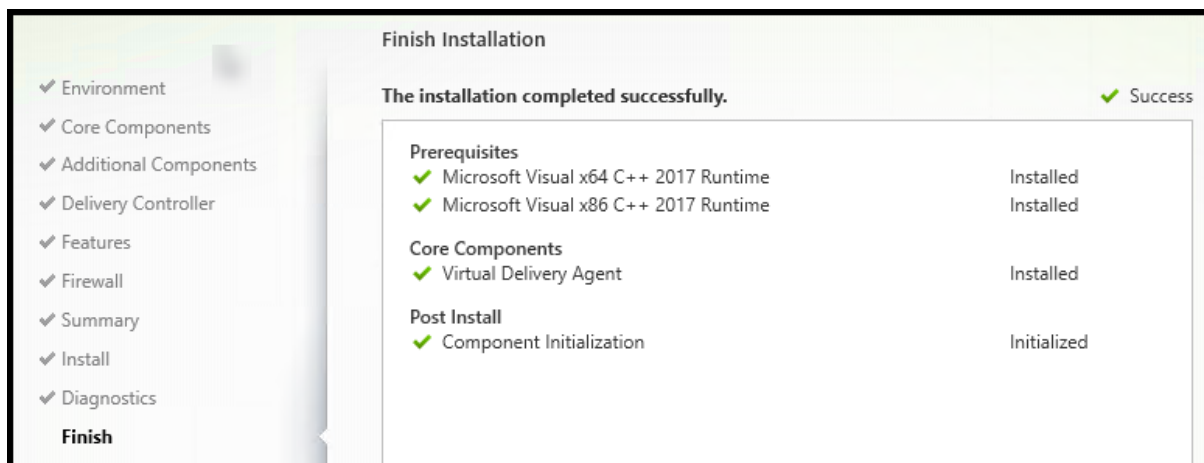 Finish Installation
Environment
Core Components
Additional Components
Delivery Controller
Features
Firewall
Summary
Install
Diagnostics
Finish
The installation completed successfully.
Success
Prerequisites
Microsoft Visual x64 C++ 2017 Runtime Installed
Microsoft Visual x86 C++ 2017 Runtime Installed
Core Components
Virtual Delivery Agent Installed
Post Install
Component Initialization Initialized